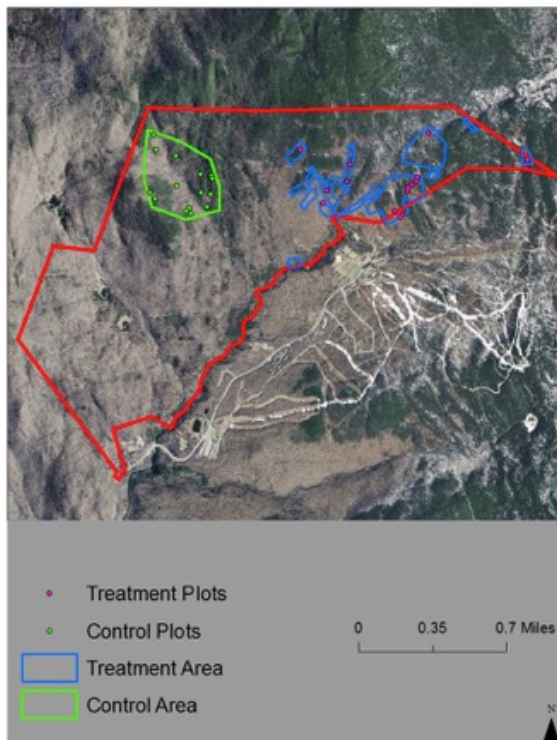 Treatment Plots
Control Plots
0 0.35 0.7 Miles
Treatment Area
Control Area
N